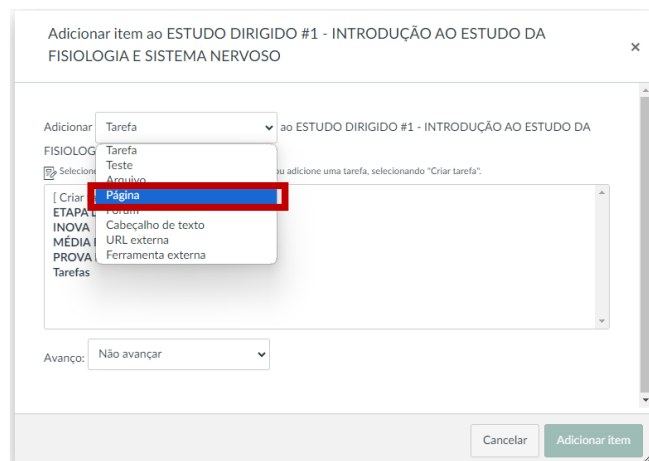 Adicionar item ao ESTUDO DIRIGIDO #1 - INTRODUÇÃO AO ESTUDO DA
FISIOLOGIA E SISTEMA NERVOSO
×
Adicionar Tarefa ao ESTUDO DIRIGIDO #1 - INTRODUÇÃO AO ESTUDO DA
FISIOLOG
Tarefa
Teste
Arquivo
Página
Fórum
Cabeçalho de texto
URL externa
Ferramenta externa
Selecion ou adicione uma tarefa, selecionando "Criar tarefa".
[ Criar
ETAPA
INOVA
MÉDIA
PROVA
Tarefas
Avanço: Não avançar
Cancelar Adicionar item